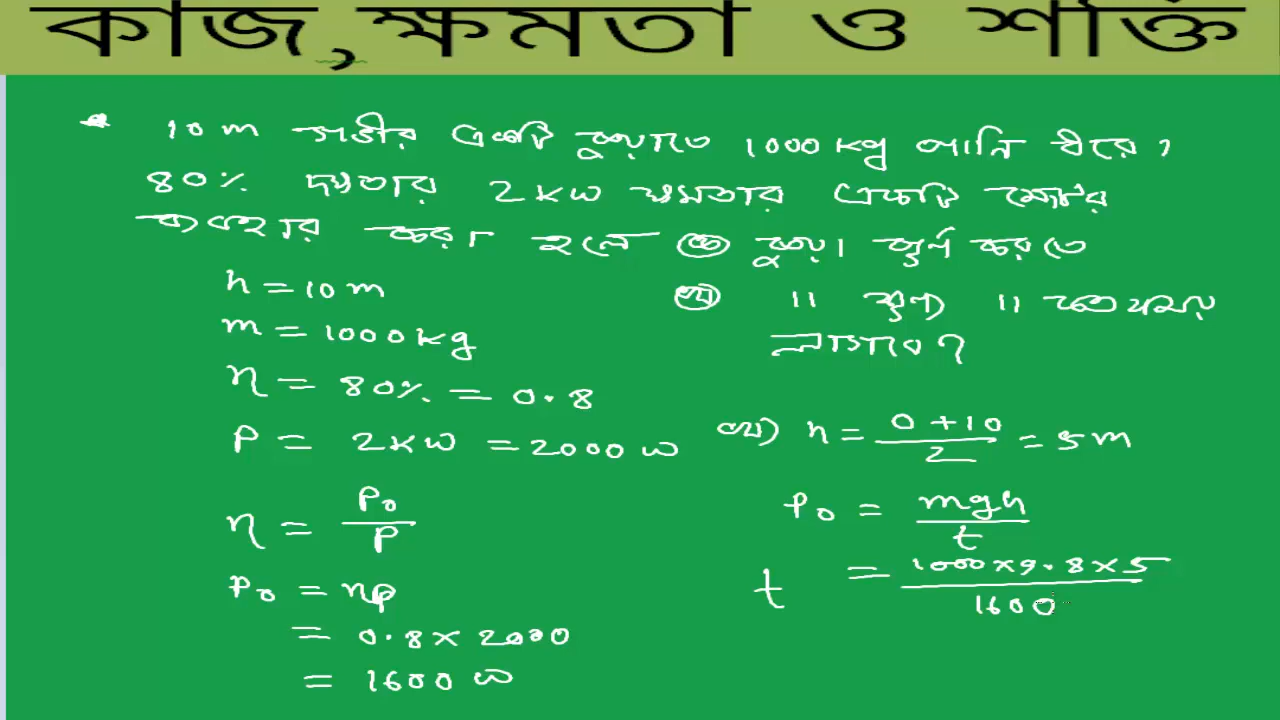 কাজ,ক্ষমতা ও শক্তি
10 m গভীর একটি কুয়াতে 1000 kg পানি ধরে,
80% দক্ষতার 2 kW ক্ষমতার একটি মোটর
ব্যবহার করা হলে ক কুয়া পূর্ণ করতে
খ " শূন্য " কত সময়
লাগবে?
h = 10 m
m = 1000 kg
η = 80% = 0.8
P = 2 kW = 2000 W
η = P₀/P
P₀ = ηP
= 0.8 × 2000
= 1600 W
খ) h = (0 + 10)/2 = 5 m
P₀ = mgh/t
t = (1000 × 9.8 × 5)/1600